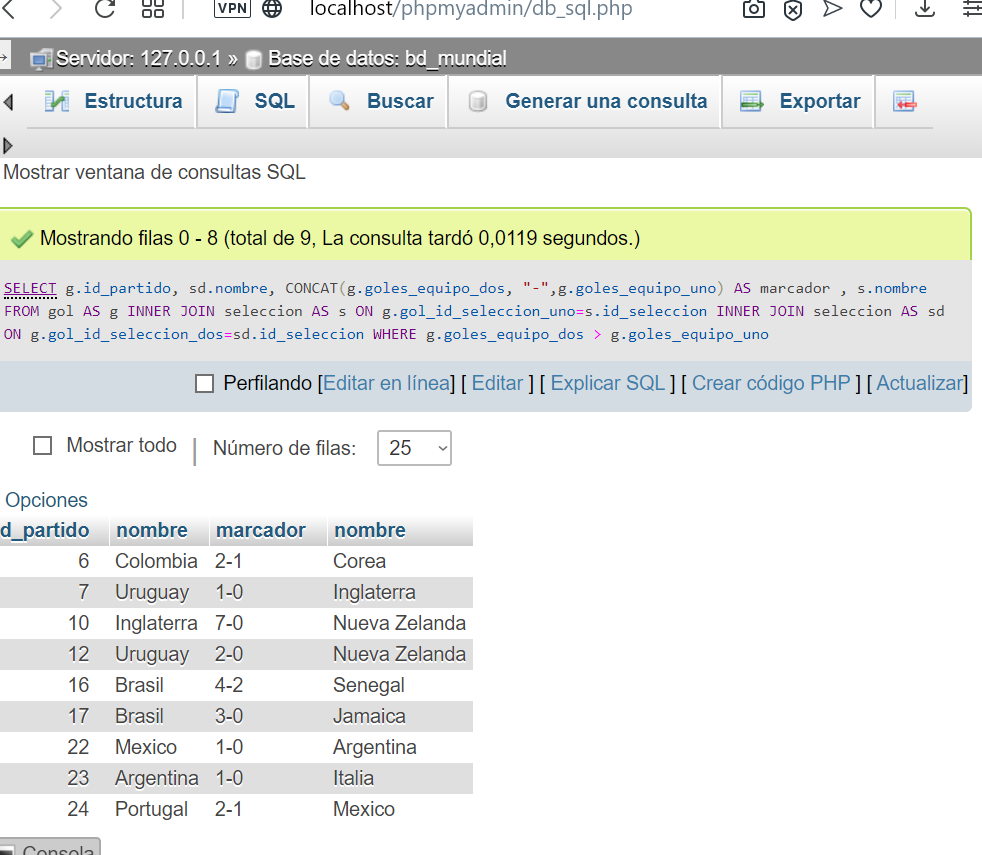 VPN localhost/phpmyadmin/db_sql.php
Servidor: 127.0.0.1 » Base de datos: bd_mundial
Estructura SQL Buscar Generar una consulta Exportar
Mostrar ventana de consultas SQL
Mostrando filas 0 - 8 (total de 9, La consulta tardó 0,0119 segundos.)
SELECT g.id_partido, sd.nombre, CONCAT(g.goles_equipo_dos, "-",g.goles_equipo_uno) AS marcador , s.nombre
FROM gol AS g INNER JOIN seleccion AS s ON g.gol_id_seleccion_uno=s.id_seleccion INNER JOIN seleccion AS sd
ON g.gol_id_seleccion_dos=sd.id_seleccion WHERE g.goles_equipo_dos > g.goles_equipo_uno
Perfilando [Editar en línea] [ Editar ] [ Explicar SQL ] [ Crear código PHP ] [ Actualizar]
Mostrar todo | Número de filas: 25
Opciones
d_partido nombre marcador nombre
6 Colombia 2-1 Corea
7 Uruguay 1-0 Inglaterra
10 Inglaterra 7-0 Nueva Zelanda
12 Uruguay 2-0 Nueva Zelanda
16 Brasil 4-2 Senegal
17 Brasil 3-0 Jamaica
22 Mexico 1-0 Argentina
23 Argentina 1-0 Italia
24 Portugal 2-1 Mexico
Consola